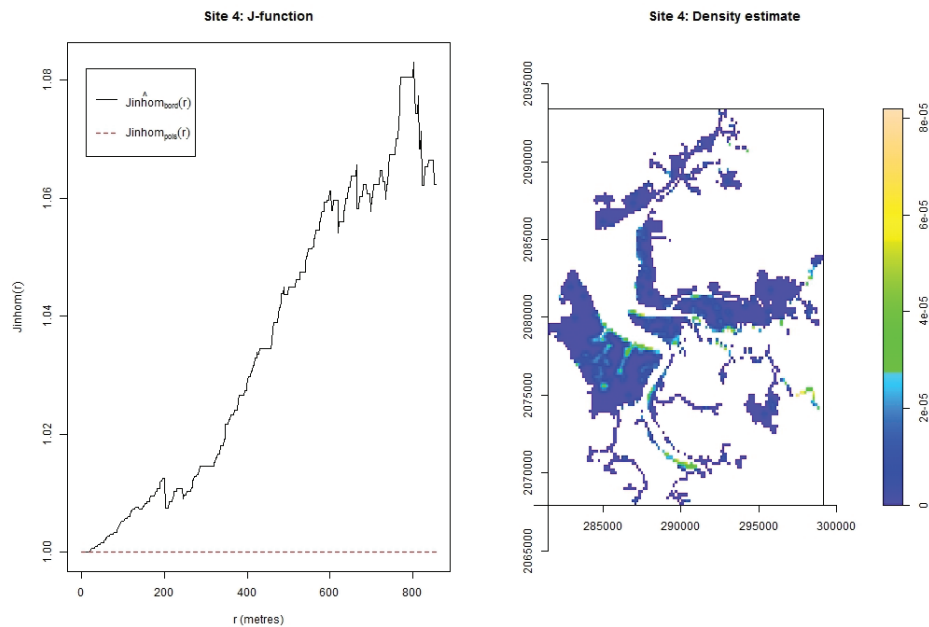 Site 4: J-function
Jinhom(r)
1.00
1.02
1.04
1.06
1.08
Ĵinhom_bord(r)
Jinhom_pois(r)
0
200
400
600
800
r (metres)
Site 4: Density estimate
2065000
2070000
2075000
2080000
2085000
2090000
2095000
285000
290000
295000
300000
0
2e-05
4e-05
6e-05
8e-05